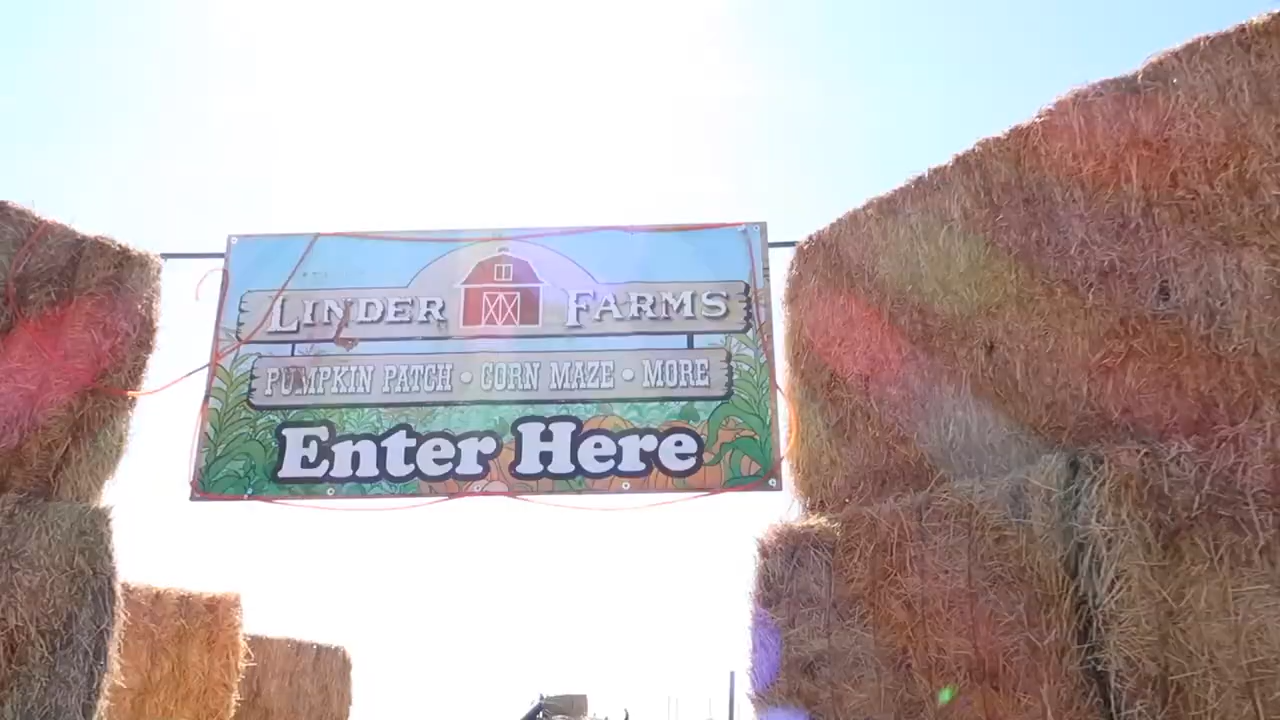 LINDER FARMS
PUMPKIN PATCH • CORN MAZE • MORE
Enter Here